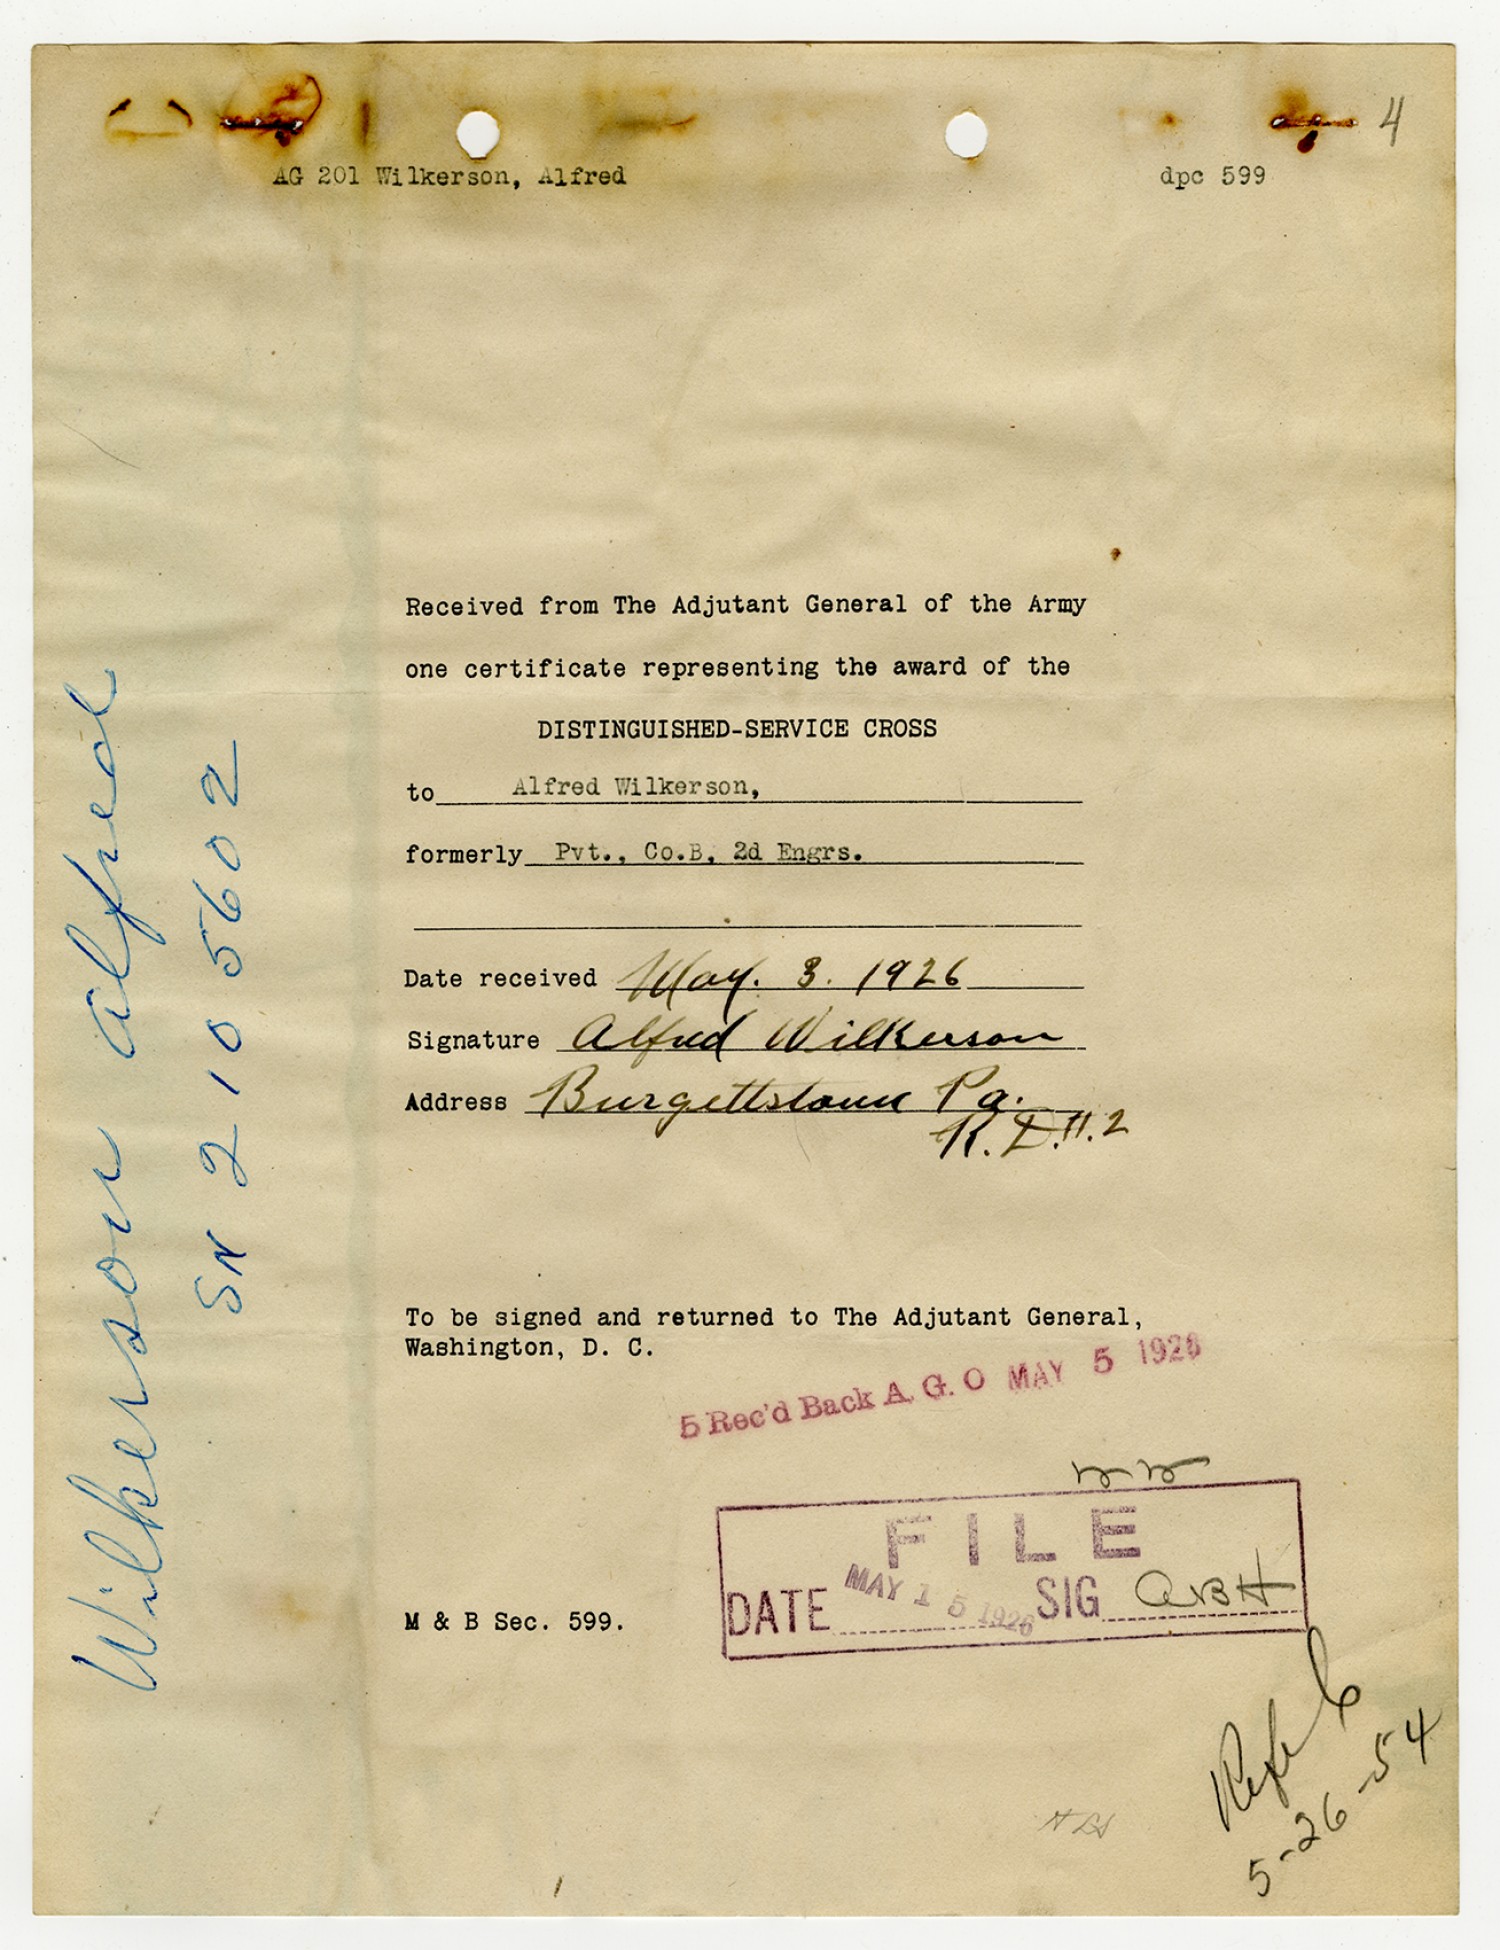 4
AG 201 Wilkerson, Alfred dpc 599
Received from The Adjutant General of the Army
one certificate representing the award of the
DISTINGUISHED-SERVICE CROSS
to Alfred Wilkerson,
formerly Pvt., Co.B, 2d Engrs.
Date received May. 3. 1926
Signature Alfred Wilkerson
Address Burgettstown Pa.
R. D. #. 2
To be signed and returned to The Adjutant General,
Washington, D. C.
5 Rec'd Back A. G. O MAY 5 1926
FILE
DATE MAY 15 1926 SIG ABH
M & B Sec. 599.
5-26-54
Wilkerson Alfred
SN 2105602